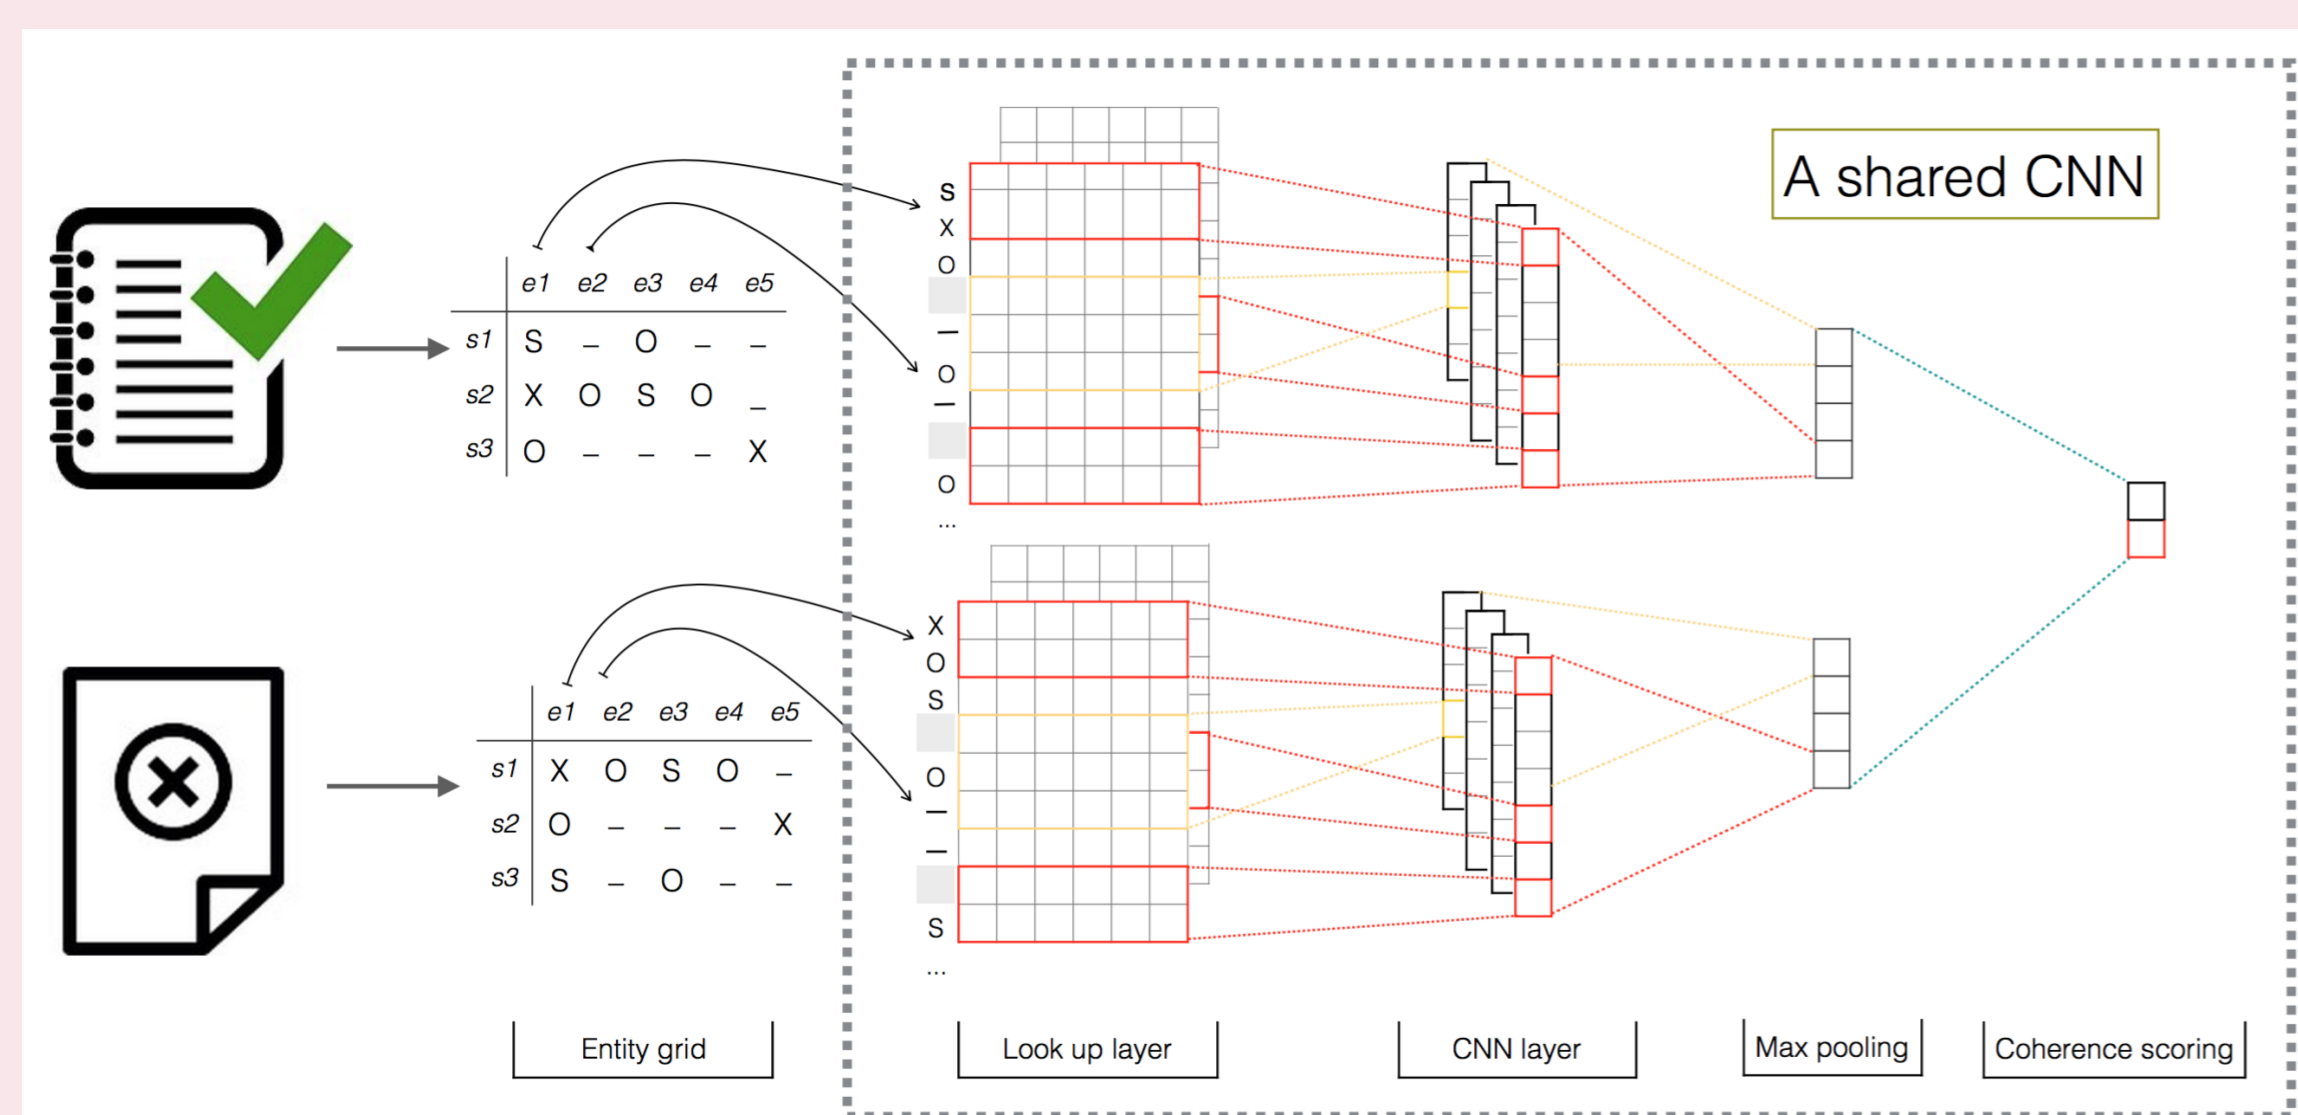 A shared CNN
e1 e2 e3 e4 e5
s1 S – O – –
s2 X O S O –
s3 O – – – X
S
X
O
–
O
–
O
...
e1 e2 e3 e4 e5
s1 X O S O –
s2 O – – – X
s3 S – O – –
X
O
S
O
–
–
S
...
Entity grid
Look up layer
CNN layer
Max pooling
Coherence scoring